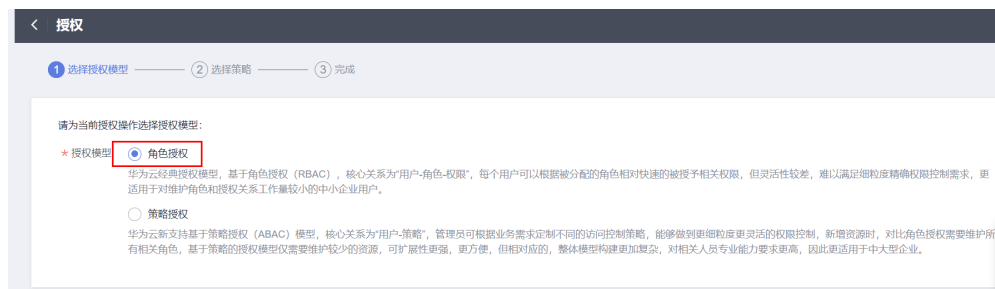 < 授权
1 选择授权模型 2 选择策略 3 完成
请为当前授权操作选择授权模型:
* 授权模型 角色授权
华为云经典授权模型，基于角色授权（RBAC），核心关系为“用户-角色-权限”，每个用户可以根据被分配的角色相对快速的被授予相关权限，但灵活性较差，难以满足细粒度精确权限控制需求，更
适用于对维护角色和授权关系工作量较小的中小企业用户。
策略授权
华为云新支持基于策略授权（ABAC）模型，核心关系为“用户-策略”，管理员可根据业务需求定制不同的访问控制策略，能够做到更细粒度更灵活的权限控制，新增资源时，对比角色授权需要维护所
有相关角色，基于策略的授权模型仅需要维护较少的资源，可扩展性更强，更方便，但相对应的，整体模型构建更加复杂，对相关人员专业能力要求更高，因此更适用于中大型企业。